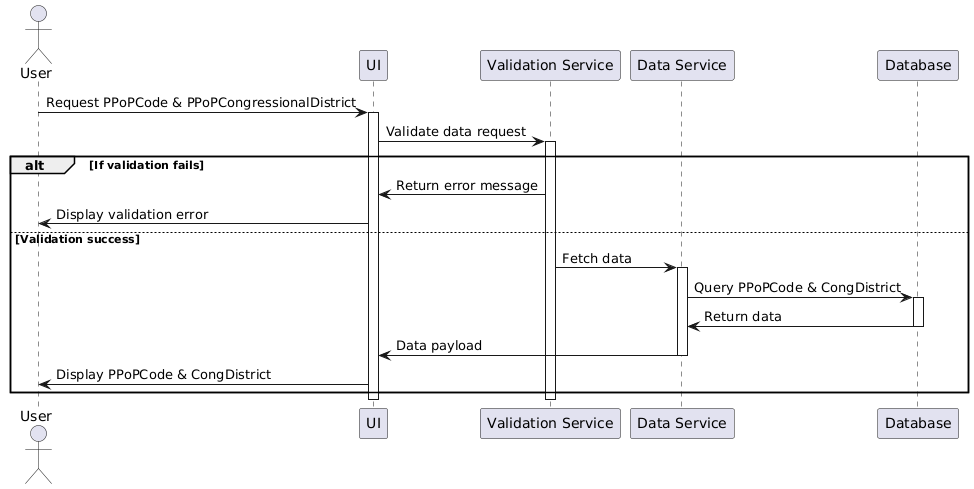 User
UI
Validation Service
Data Service
Database
Request PPoPCode & PPoPCongressionalDistrict
Validate data request
alt
[If validation fails]
Return error message
Display validation error
[Validation success]
Fetch data
Query PPoPCode & CongDistrict
Return data
Data payload
Display PPoPCode & CongDistrict
User
UI
Validation Service
Data Service
Database